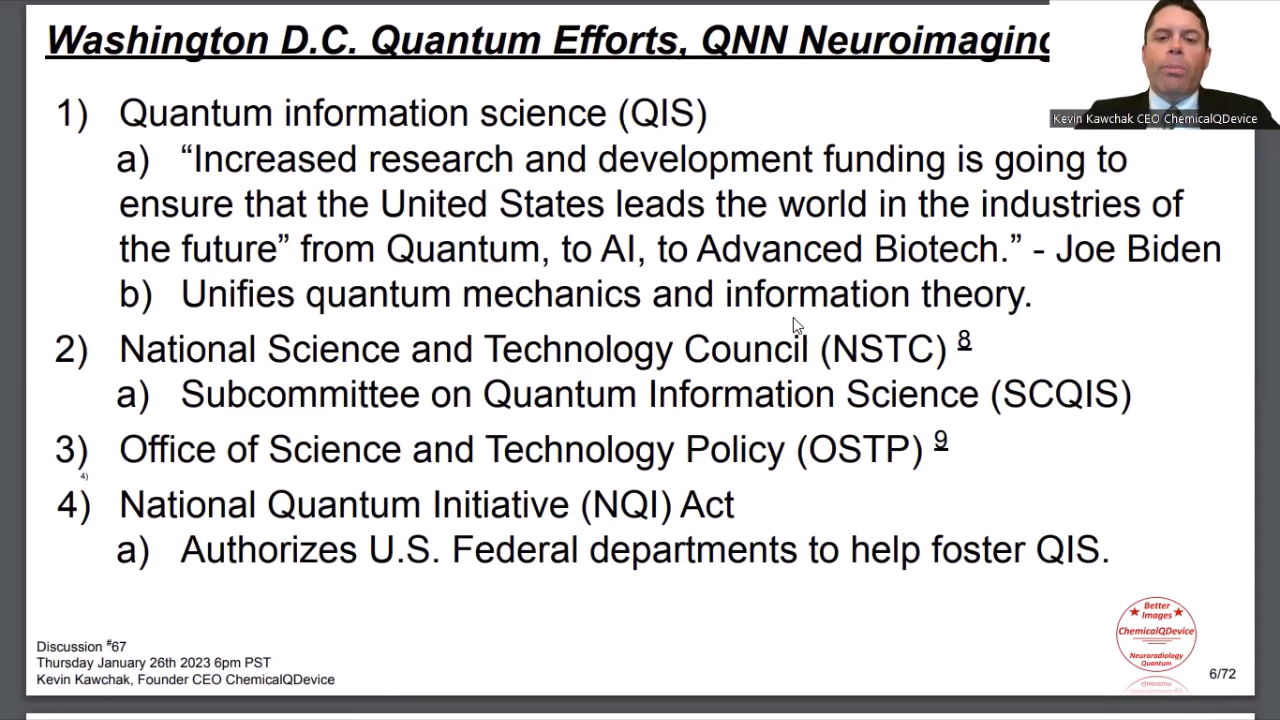 Washington D.C. Quantum Efforts, QNN Neuroimaging
Kevin Kawchak CEO ChemicalQDevice
1) Quantum information science (QIS)
a) “Increased research and development funding is going to
ensure that the United States leads the world in the industries of
the future” from Quantum, to AI, to Advanced Biotech.” - Joe Biden
b) Unifies quantum mechanics and information theory.
2) National Science and Technology Council (NSTC) 8
a) Subcommittee on Quantum Information Science (SCQIS)
3) Office of Science and Technology Policy (OSTP) 9
4)
4) National Quantum Initiative (NQI) Act
a) Authorizes U.S. Federal departments to help foster QIS.
Better
Images
ChemicalQDevice
Neuroradiology
Quantum
Discussion #67
Thursday January 26th 2023 6pm PST
Kevin Kawchak, Founder CEO ChemicalQDevice
6/72